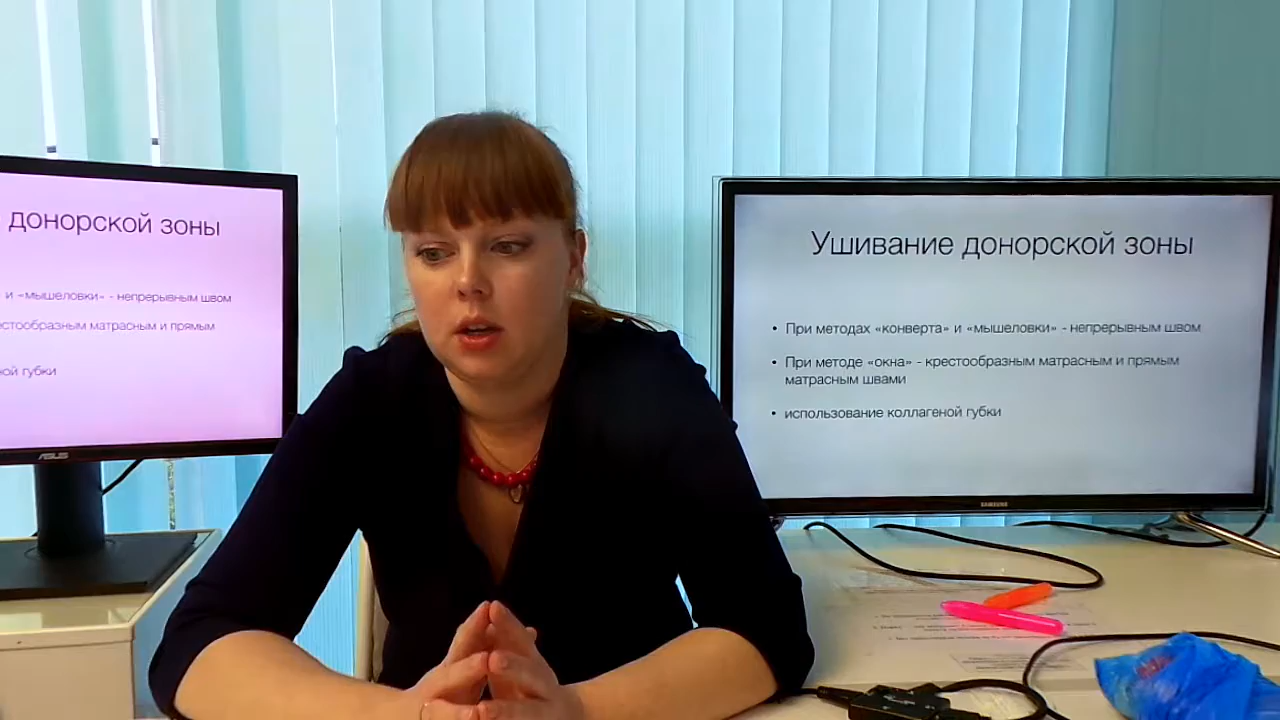 донорской зоны
и «мышеловки» - непрерывным швом
стообразным матрасным и прямым
ой губки
ASUS
Ушивание донорской зоны
• При методах «конверта» и «мышеловки» - непрерывным швом
• При методе «окна» - крестообразным матрасным и прямым
матрасным швами
• использование коллагеной губки
SAMSUNG